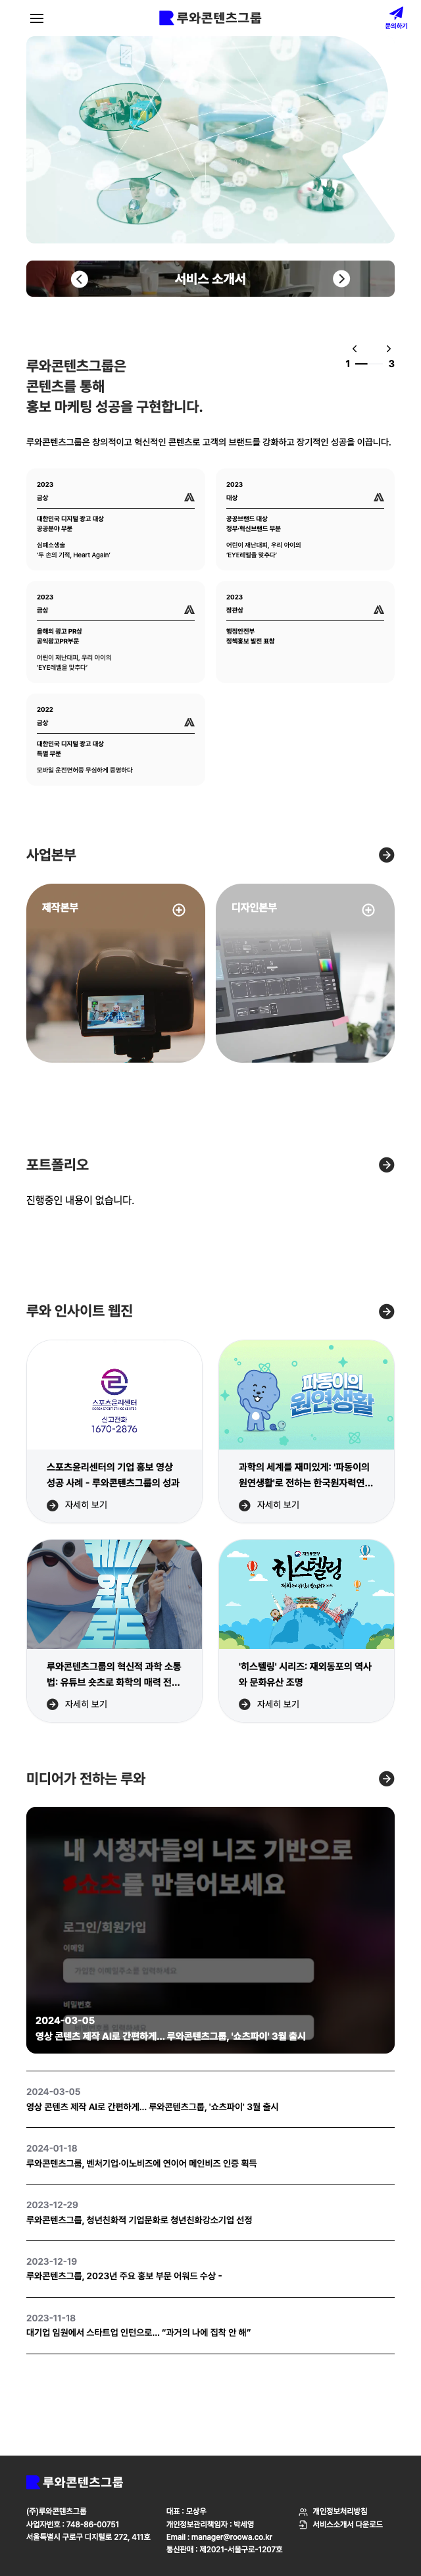 루와콘텐츠그룹
문의하기
서비스 소개서
1
3
루와콘텐츠그룹은
콘텐츠를 통해
홍보 마케팅 성공을 구현합니다.
루와콘텐츠그룹은 창의적이고 혁신적인 콘텐츠로 고객의 브랜드를 강화하고 장기적인 성공을 이끕니다.
2023
금상
대한민국 디지털 광고 대상
공공분야 부문
심폐소생술
'두 손의 기적, Heart Again'
2023
대상
공공브랜드 대상
정부·혁신브랜드 부문
어린이 재난대피, 우리 아이의
'EYE레벨을 맞추다'
2023
금상
올해의 광고 PR상
공익광고PR부문
어린이 재난대피, 우리 아이의
'EYE레벨을 맞추다'
2023
장관상
행정안전부
정책홍보 발전 표창
2022
금상
대한민국 디지털 광고 대상
특별 부문
모바일 운전면허증 무심하게 증명하다
사업본부
제작본부
디자인본부
포트폴리오
진행중인 내용이 없습니다.
루와 인사이트 웹진
스포츠윤리센터
신고전화
1670-2876
스포츠윤리센터의 기업 홍보 영상
성공 사례 - 루와콘텐츠그룹의 성과
자세히 보기
파동이의
원연생활
과학의 세계를 재미있게: '파동이의
원연생활'로 전하는 한국원자력연...
자세히 보기
케미
온더
로드
루와콘텐츠그룹의 혁신적 과학 소통
법: 유튜브 숏츠로 화학의 매력 전...
자세히 보기
히스텔링
'히스텔링' 시리즈: 재외동포의 역사
와 문화유산 조명
자세히 보기
미디어가 전하는 루와
내 시청자들의 니즈 기반으로
#쇼츠를 만들어보세요
로그인/회원가입
이메일
가입한 이메일주소를 입력하세요
비밀번호
2024-03-05
영상 콘텐츠 제작 AI로 간편하게... 루와콘텐츠그룹, '쇼츠파이' 3월 출시
2024-03-05
영상 콘텐츠 제작 AI로 간편하게... 루와콘텐츠그룹, '쇼츠파이' 3월 출시
2024-01-18
루와콘텐츠그룹, 벤처기업·이노비즈에 연이어 메인비즈 인증 획득
2023-12-29
루와콘텐츠그룹, 청년친화적 기업문화로 청년친화강소기업 선정
2023-12-19
루와콘텐츠그룹, 2023년 주요 홍보 부문 어워드 수상 -
2023-11-18
대기업 임원에서 스타트업 인턴으로... "과거의 나에 집착 안 해"
루와콘텐츠그룹
(주)루와콘텐츠그룹
사업자번호 : 748-86-00751
서울특별시 구로구 디지털로 272, 411호
대표 : 모상우
개인정보관리책임자 : 박세영
Email : manager@roowa.co.kr
통신판매 : 제2021-서울구로-1207호
개인정보처리방침
서비스소개서 다운로드